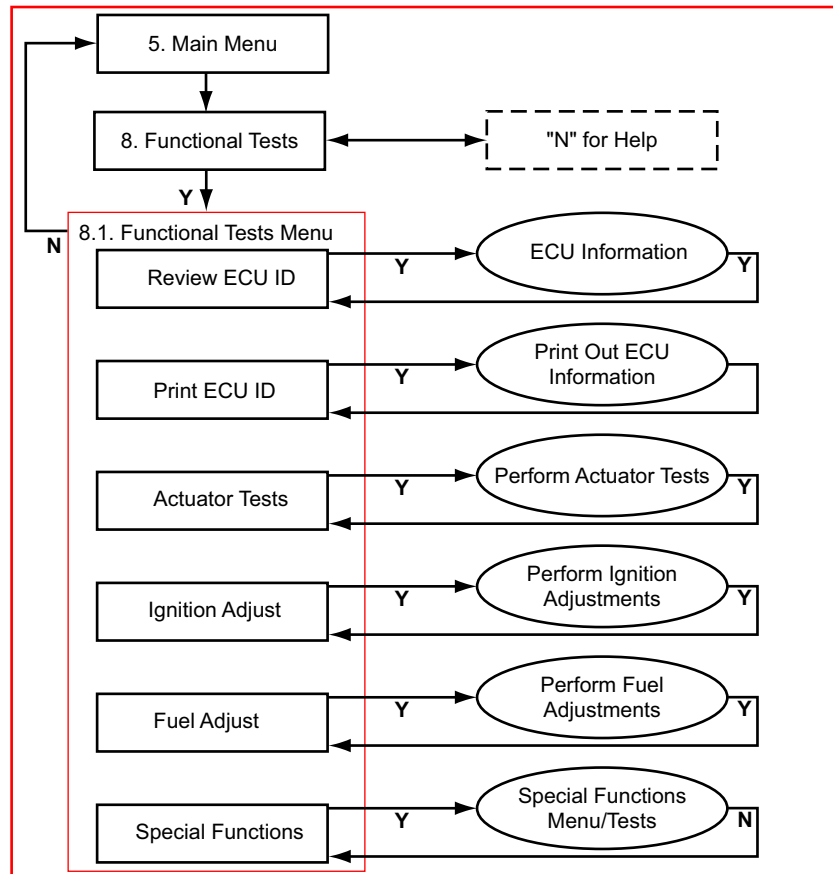 5. Main Menu
8. Functional Tests
"N" for Help
Y
N
8.1. Functional Tests Menu
Review ECU ID
Y
ECU Information
Y
Print ECU ID
Y
Print Out ECU
Information
Actuator Tests
Y
Perform Actuator Tests
Y
Ignition Adjust
Y
Perform Ignition
Adjustments
Y
Fuel Adjust
Y
Perform Fuel
Adjustments
Y
Special Functions
Y
Special Functions
Menu/Tests
N